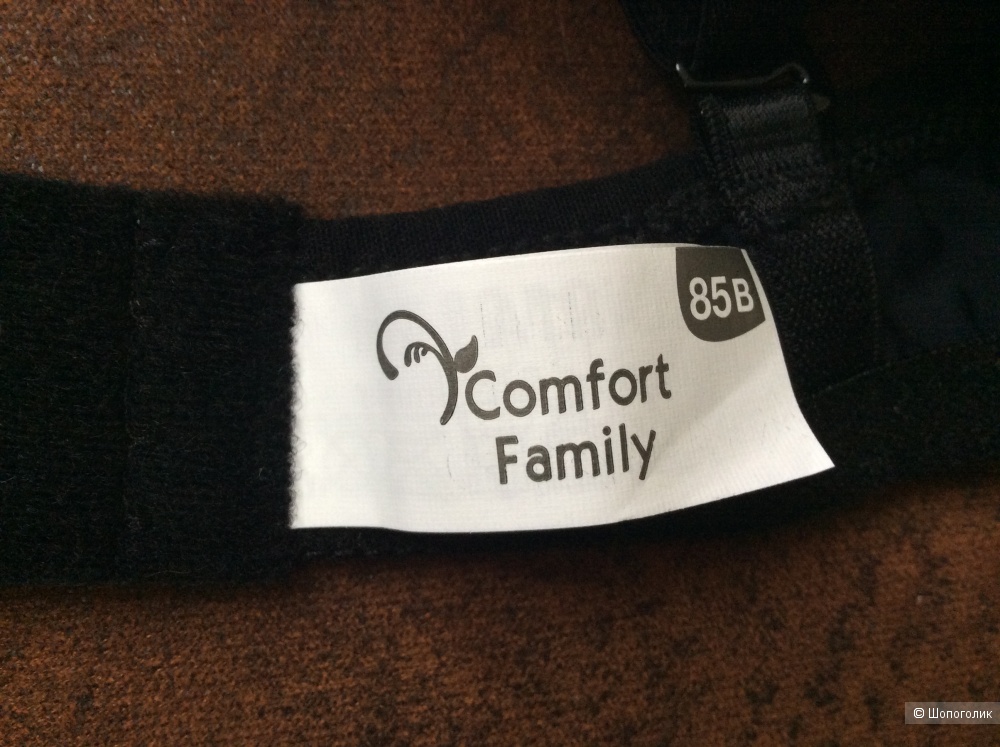 85B
Comfort
Family
© Шопоголик